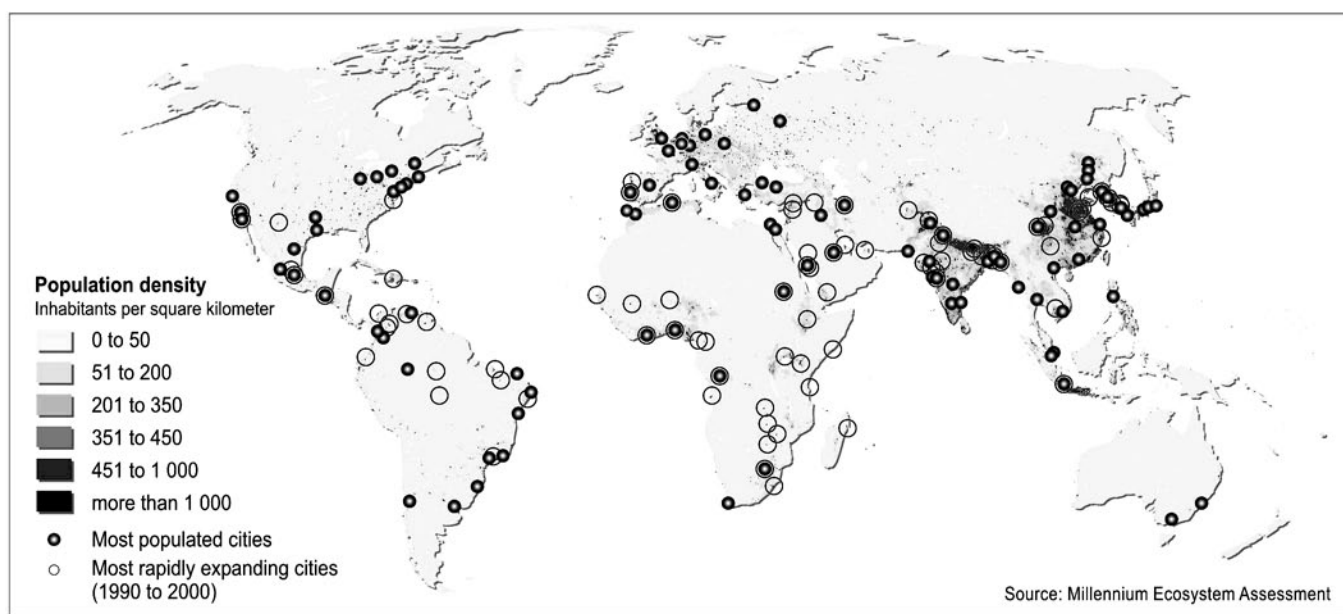 Population density
Inhabitants per square kilometer
0 to 50
51 to 200
201 to 350
351 to 450
451 to 1 000
more than 1 000
Most populated cities
Most rapidly expanding cities
(1990 to 2000)
Source: Millennium Ecosystem Assessment